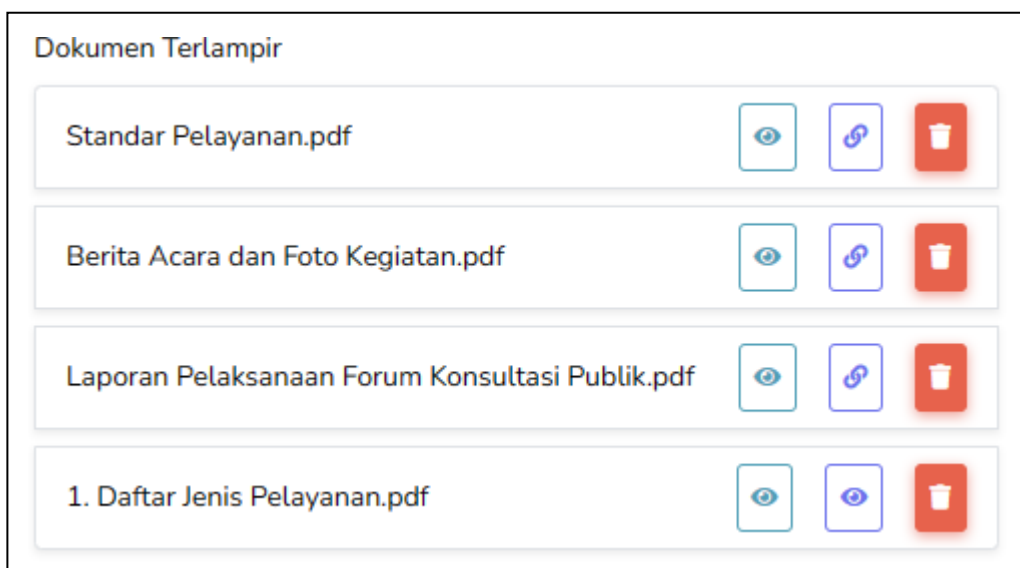 Dokumen Terlampir
Standar Pelayanan.pdf
Berita Acara dan Foto Kegiatan.pdf
Laporan Pelaksanaan Forum Konsultasi Publik.pdf
1. Daftar Jenis Pelayanan.pdf